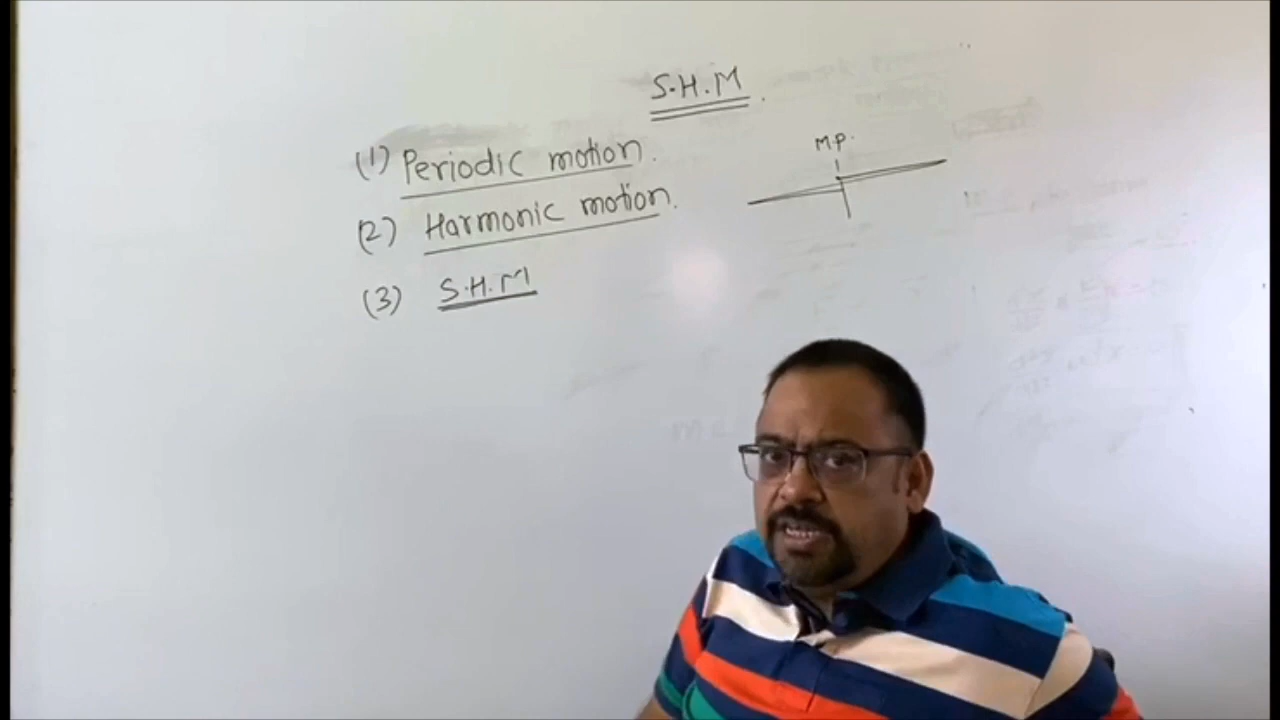 S.H.M.
(1) Periodic motion.
M.P.
(2) Harmonic motion.
(3) S.H.M